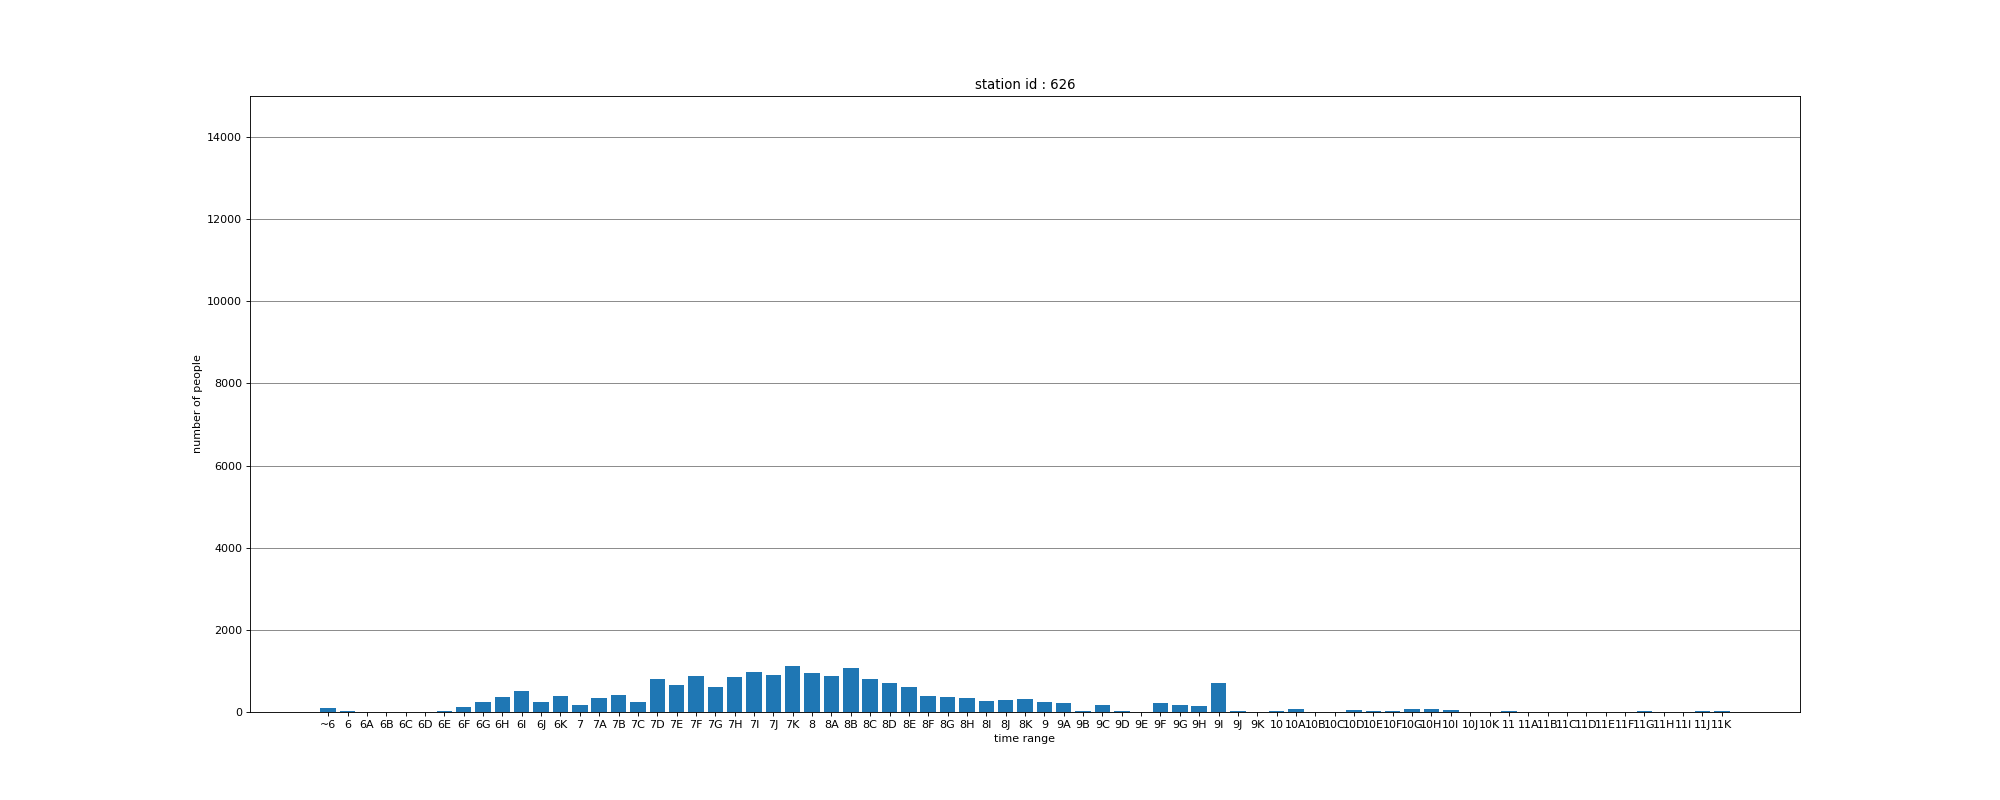 station id : 626
14000
12000
10000
8000
6000
4000
2000
0
number of people
~6 6 6A 6B 6C 6D 6E 6F 6G 6H 6I 6J 6K 7 7A 7B 7C 7D 7E 7F 7G 7H 7I 7J 7K 8 8A 8B 8C 8D 8E 8F 8G 8H 8I 8J 8K 9 9A 9B 9C 9D 9E 9F 9G 9H 9I 9J 9K 10 10A 10B 10C 10D 10E 10F 10G 10H 10I 10J 10K 11 11A 11B 11C 11D 11E 11F 11G 11H 11I 11J 11K
time range